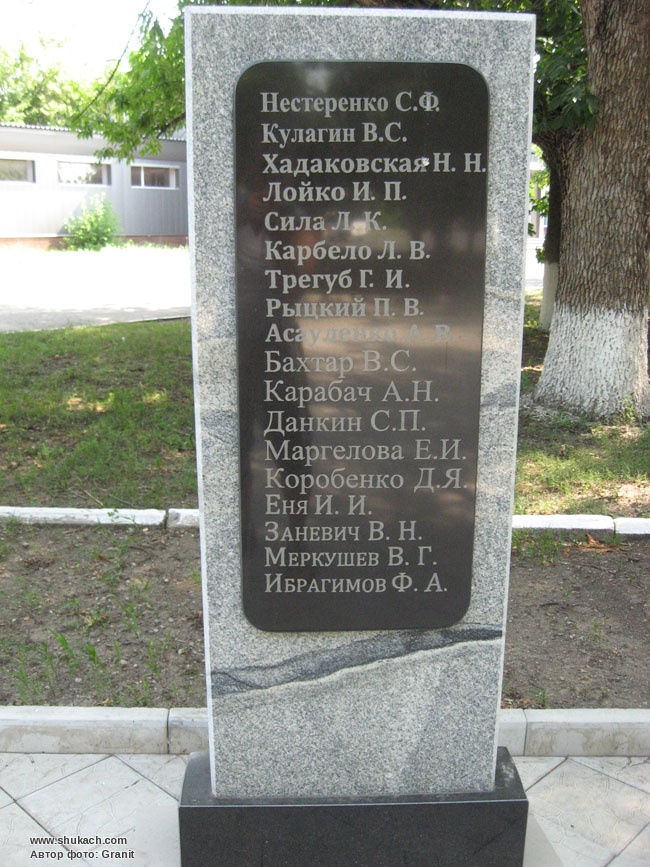 Нестеренко С.Ф.
Кулагин В.С.
Хадаковская Н. Н.
Лойко И. П.
Сила Л. К.
Карбело Л. В.
Трегуб Г. И.
Рыцкий П. В.
Асауленко А. В.
Бахтар В.С.
Карабач А.Н.
Данкин С.П.
Маргелова Е.И.
Коробенко Д.Я.
Еня И. И.
Заневич В. Н.
Меркушев В. Г.
Ибрагимов Ф. А.
www.shukach.com
Автор фото: Granit